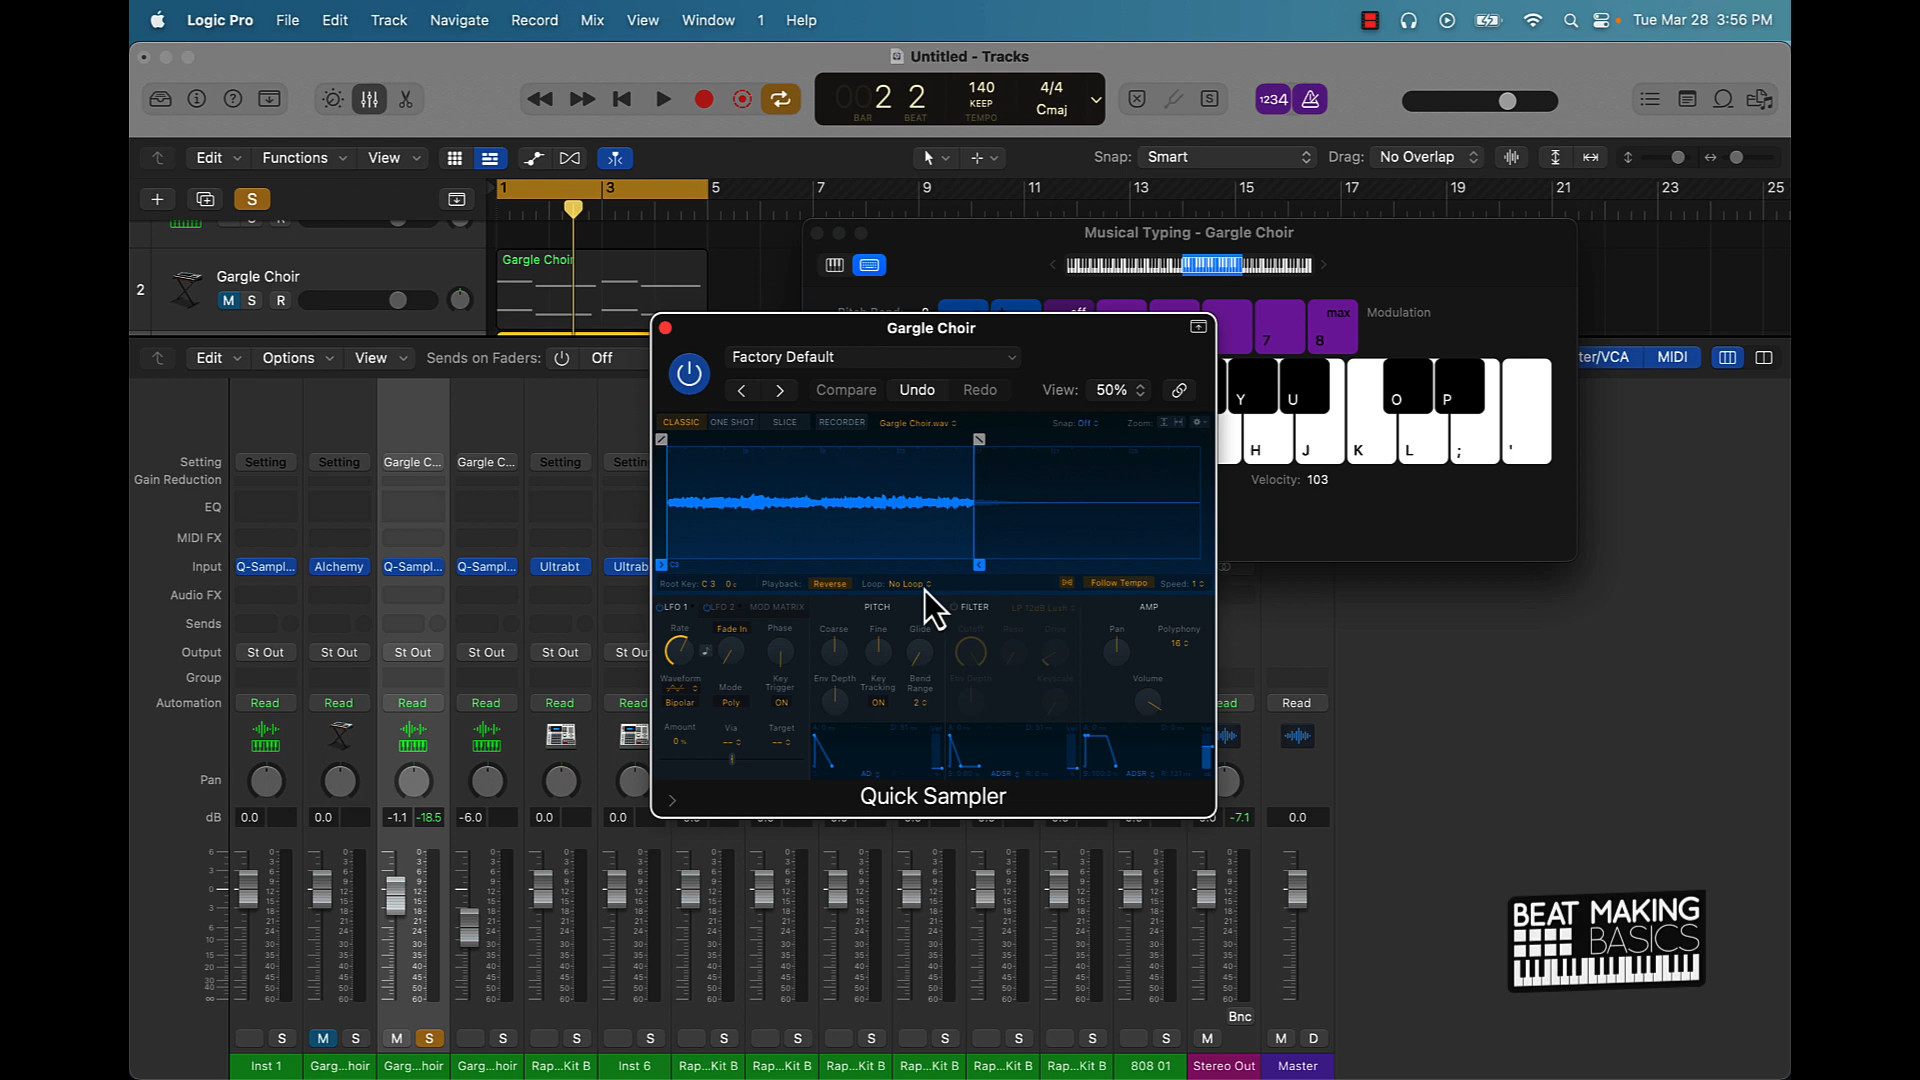 Logic Pro File Edit Track Navigate Record Mix View Window 1 Help
Tue Mar 28 3:56 PM
Untitled - Tracks
002 2
BAR BEAT
140
KEEP
TEMPO
4/4
Cmaj
1234
Edit Functions View
Snap: Smart
Drag: No Overlap
S
1 3 5 7 9 11 13 15 17 19 21 23 25
2
Gargle Choir
M S R
Gargle Choir
Musical Typing - Gargle Choir
off
7
max
8
Modulation
Y U O P
H J K L ; '
Velocity: 103
Edit Options View Sends on Faders: Off
ter/VCA MIDI
Gargle Choir
Factory Default
Compare Undo Redo
View: 50%
CLASSIC ONE SHOT SLICE RECORDER Gargle Choir.wav Snap: Off Zoom:
C3
Root Key: C 3 0 c Playback: Reverse Loop: No Loop Follow Tempo Speed: 1
LFO 1 LFO 2 MOD MATRIX PITCH FILTER LP 12dB Lush AMP
Rate Fade In Phase Coarse Fine Glide Cutoff Reso Drive Pan Polyphony
16
Waveform Mode Key Trigger Env Depth Key Tracking Bend Range Env Depth Keyscale Volume
Bipolar Poly ON ON 2
Amount Via Target
0 % -- --
AD ADSR ADSR
Quick Sampler
Setting Setting Setting Gargle C... Gargle C... Setting Settin
Gain Reduction
EQ
MIDI FX
Input Q-Sampl... Alchemy Q-Sampl... Q-Sampl... Ultrabt Ultrab
Audio FX
Sends
Output St Out St Out St Out St Out St Out St Ou
Group
Automation Read Read Read Read Read Read ead Read
Pan
dB 0.0 0.0 -1.1 -18.5 -6.0 0.0 0.0 -7.1 0.0
Bnc
S M S M S S S S S S S S S S S M M D
Inst 1 Garg...hoir Garg...hoir Garg...hoir Rap...Kit B Inst 6 Rap...Kit B Rap...Kit B Rap...Kit B Rap...Kit B Rap...Kit B Rap...Kit B 808 01 Stereo Out Master
BEAT MAKING
BASICS